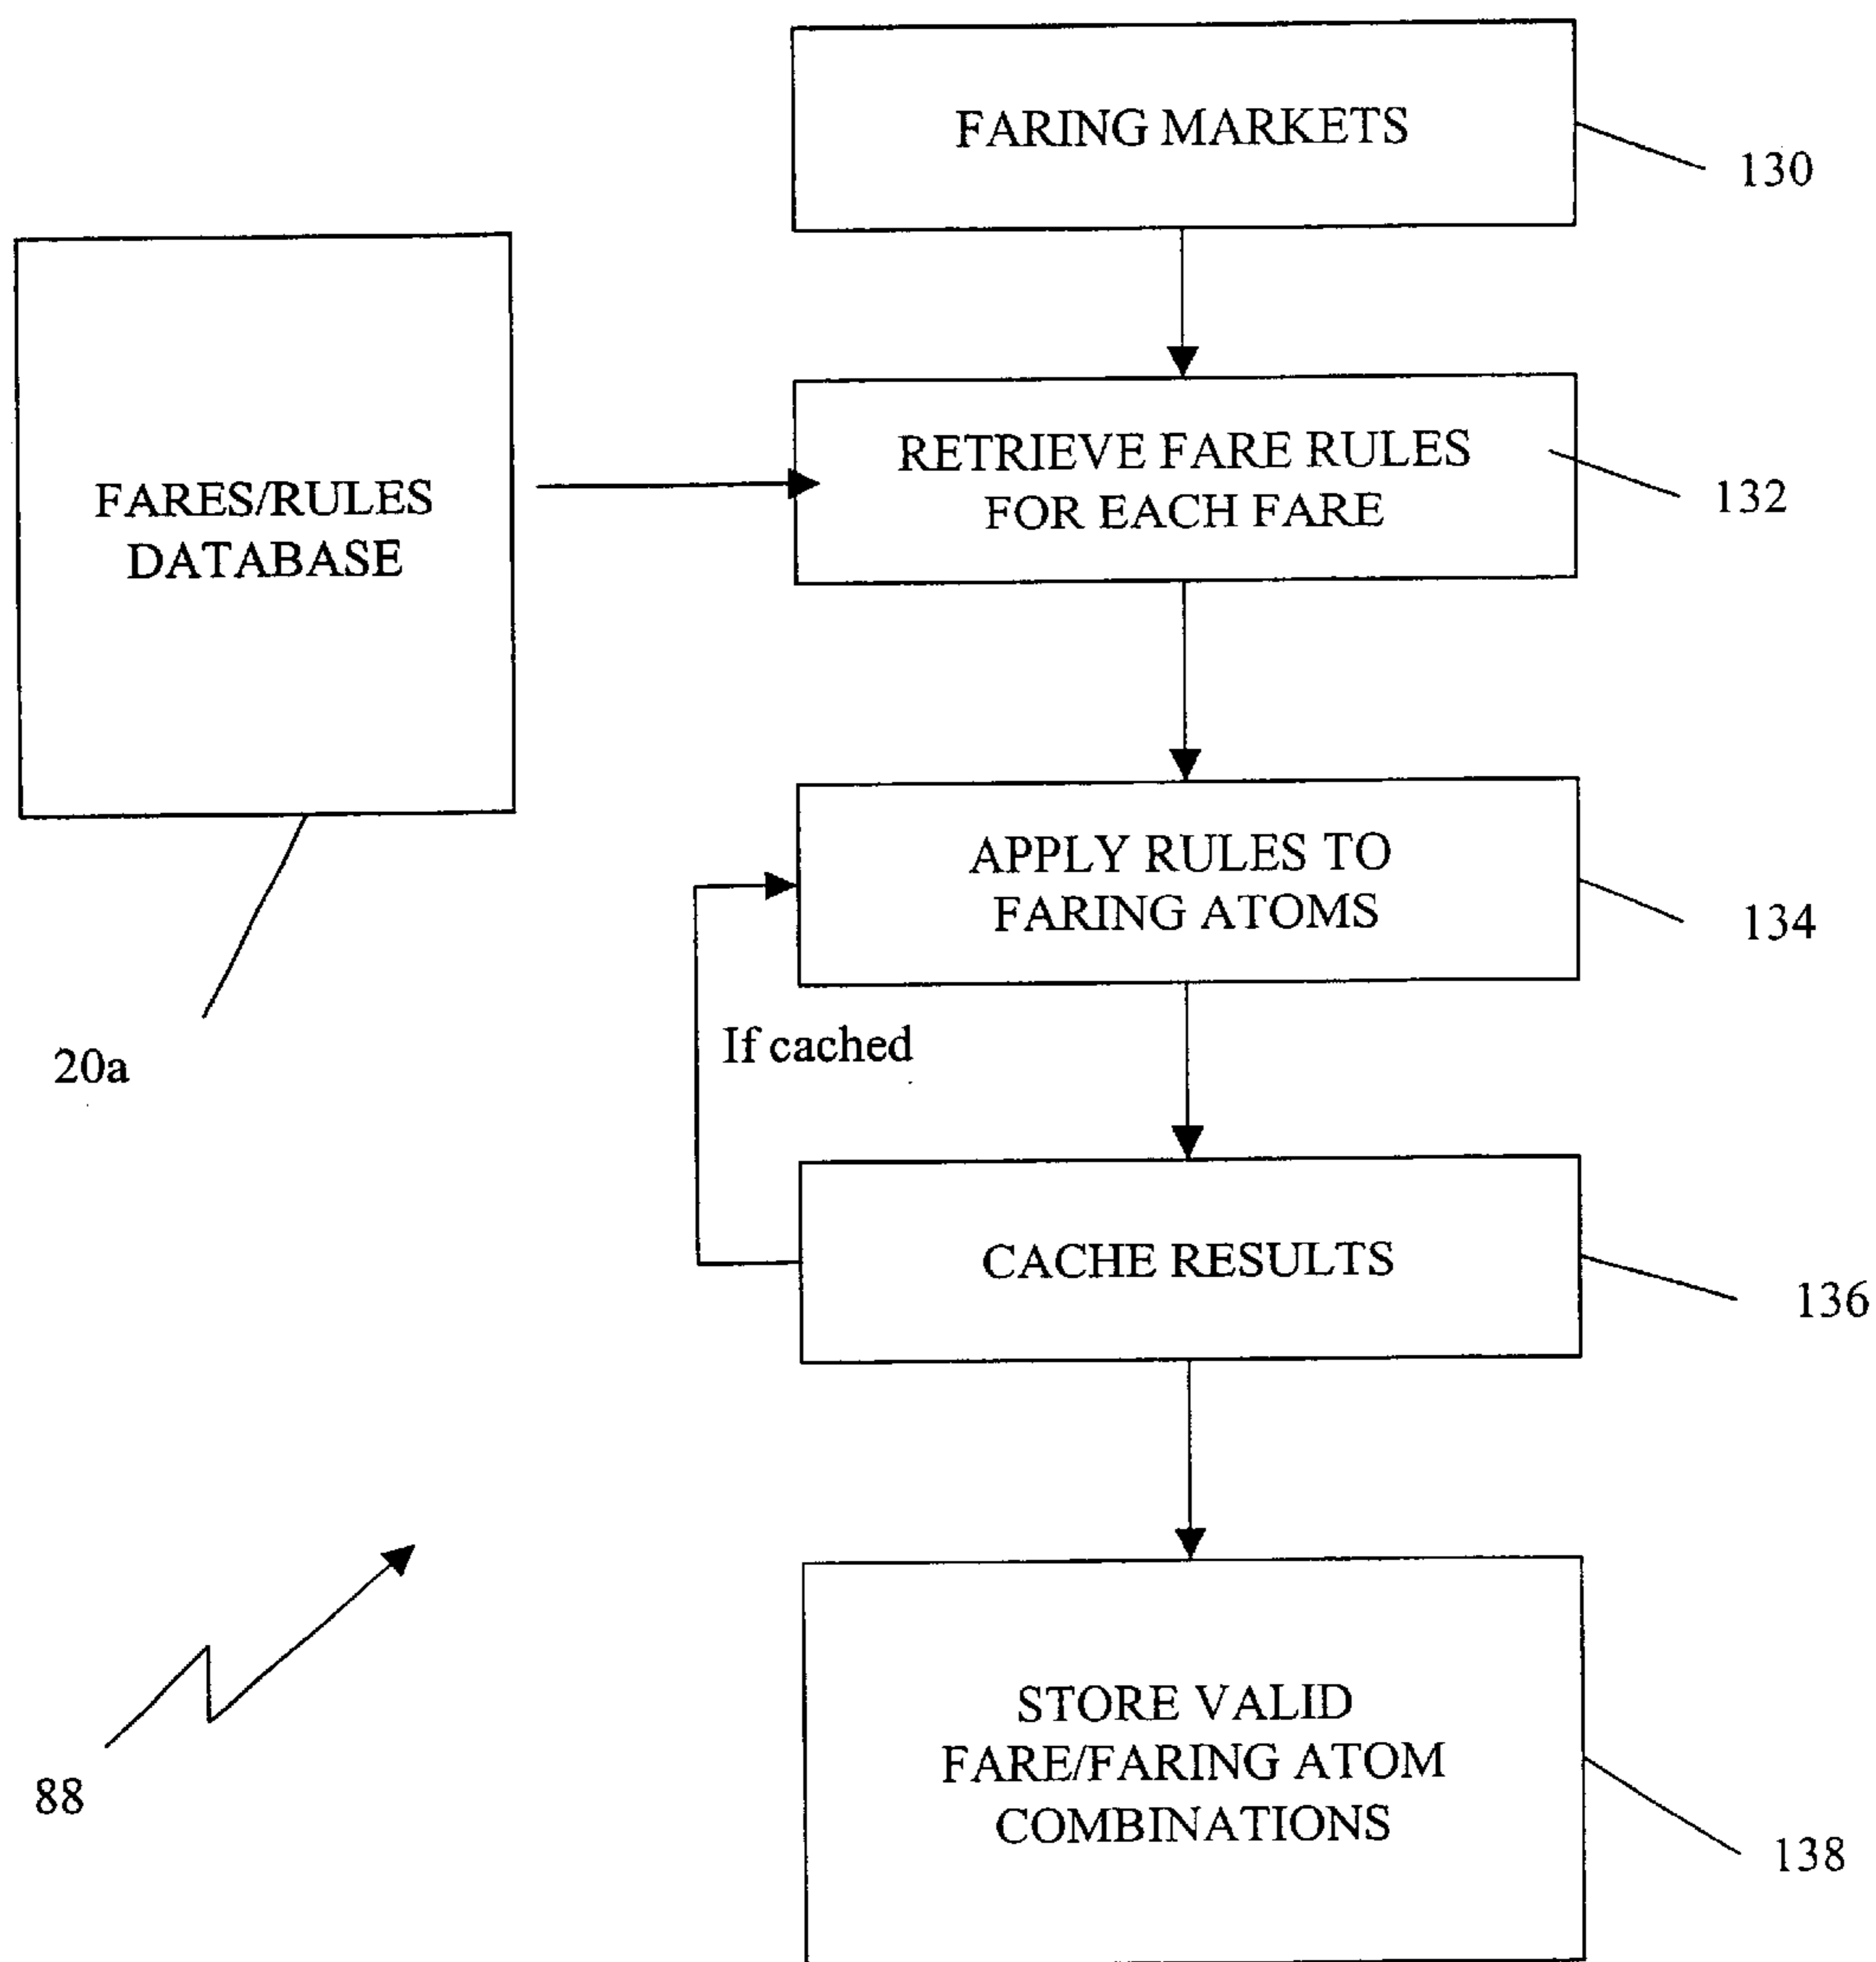 FARING MARKETS
130
FARES/RULES
DATABASE
20a
RETRIEVE FARE RULES
FOR EACH FARE
132
APPLY RULES TO
FARING ATOMS
134
If cached
CACHE RESULTS
136
STORE VALID
FARE/FARING ATOM
COMBINATIONS
138
88